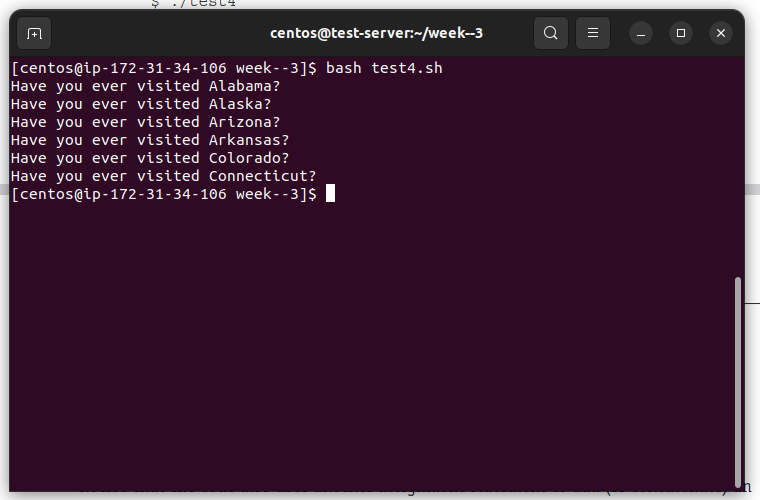 $ ./test4
centos@test-server:~/week--3
[centos@ip-172-31-34-106 week--3]$ bash test4.sh
Have you ever visited Alabama?
Have you ever visited Alaska?
Have you ever visited Arizona?
Have you ever visited Arkansas?
Have you ever visited Colorado?
Have you ever visited Connecticut?
[centos@ip-172-31-34-106 week--3]$